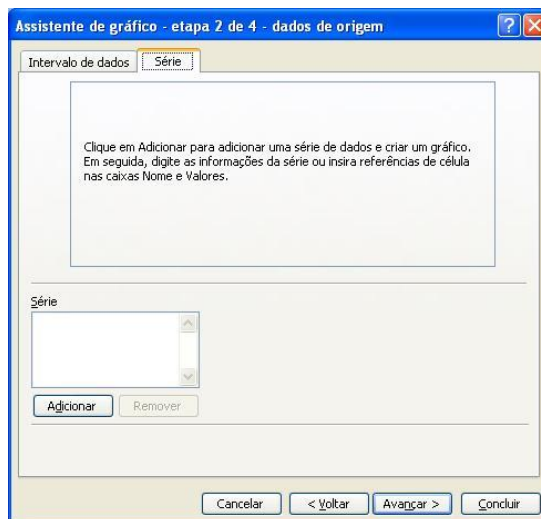 Assistente de gráfico - etapa 2 de 4 - dados de origem
Intervalo de dados Série
Clique em Adicionar para adicionar uma série de dados e criar um gráfico.
Em seguida, digite as informações da série ou insira referências de célula
nas caixas Nome e Valores.
Série
Adicionar Remover
Cancelar < Voltar Avançar > Concluir